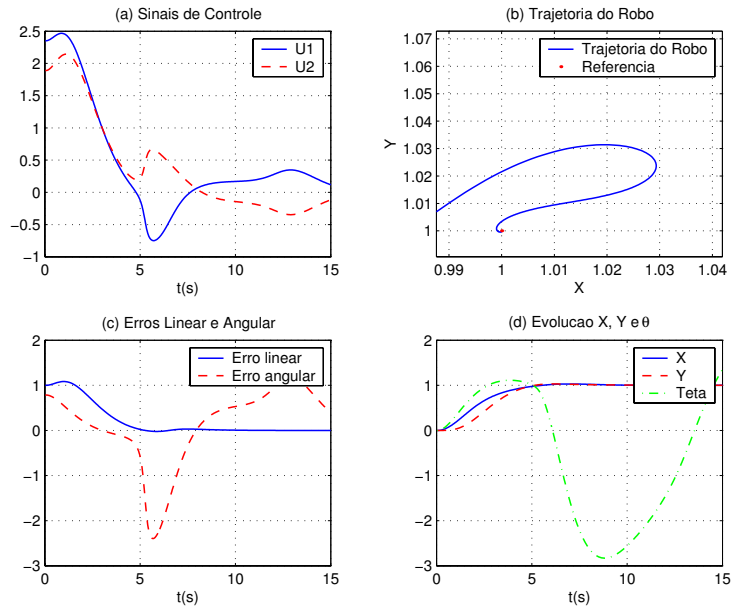 (a) Sinais de Controle
2.5
2
1.5
1
0.5
0
−0.5
−1
0
5
10
15
t(s)
U1
U2
(b) Trajetoria do Robo
1.07
1.06
1.05
1.04
1.03
1.02
1.01
1
Y
0.99
1
1.01
1.02
1.03
1.04
X
Trajetoria do Robo
Referencia
(c) Erros Linear e Angular
2
1
0
−1
−2
−3
0
5
10
15
t(s)
Erro linear
Erro angular
(d) Evolucao X, Y e θ
2
1
0
−1
−2
−3
0
5
10
15
t(s)
X
Y
Teta